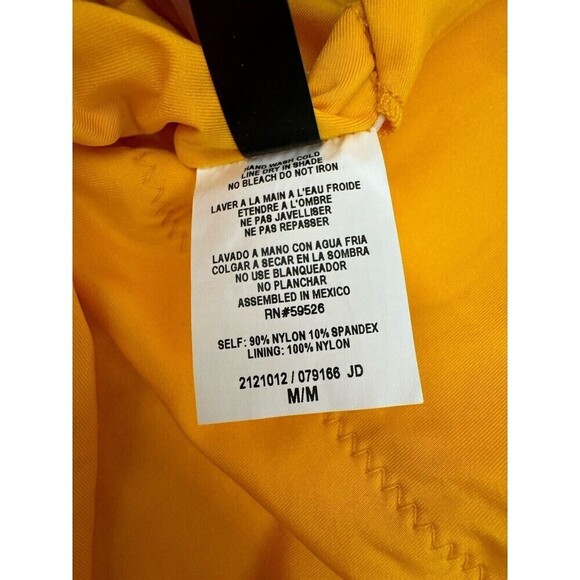 HAND WASH COLD
LINE DRY IN SHADE
NO BLEACH DO NOT IRON
LAVER A LA MAIN A L'EAU FROIDE
ETENDRE A L'OMBRE
NE PAS JAVELLISER
NE PAS REPASSER
LAVADO A MANO CON AGUA FRIA
COLGAR A SECAR EN LA SOMBRA
NO USE BLANQUEADOR
NO PLANCHAR
ASSEMBLED IN MEXICO
RN#59526
SELF: 90% NYLON 10% SPANDEX
LINING: 100% NYLON
2121012 / 079166 JD
M/M